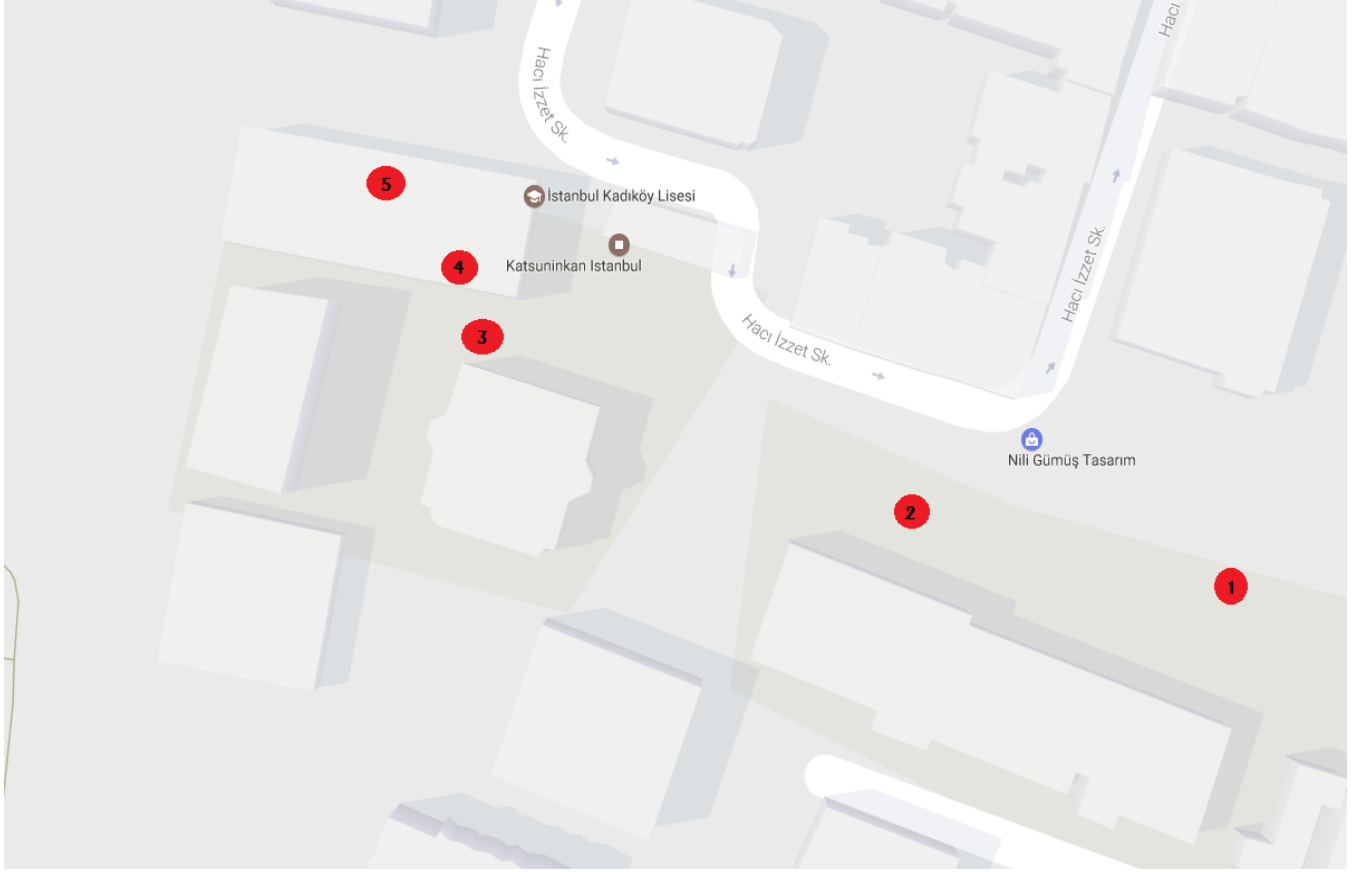 Hacı
Hacı İzzet Sk.
5
İstanbul Kadıköy Lisesi
4
Katsuninkan Istanbul
Hacı İzzet Sk.
3
Hacı İzzet Sk.
Nili Gümüş Tasarım
2
1